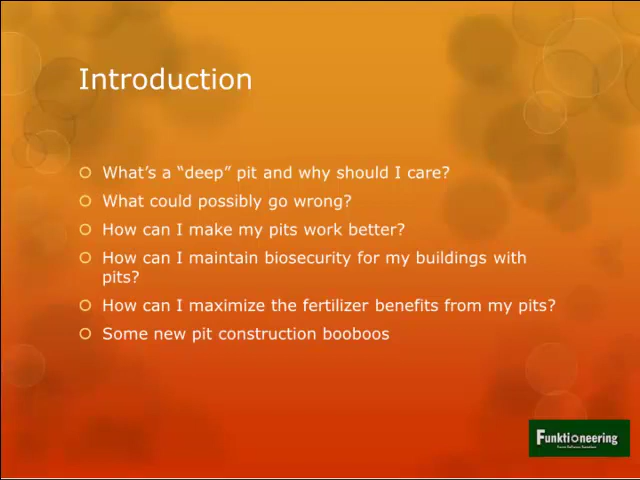 Introduction
What's a “deep” pit and why should I care?
What could possibly go wrong?
How can I make my pits work better?
How can I maintain biosecurity for my buildings with
pits?
How can I maximize the fertilizer benefits from my pits?
Some new pit construction booboos
Funktioneering